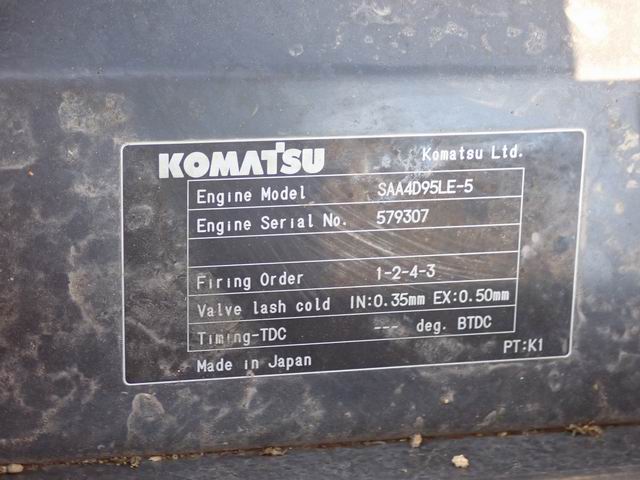 KOMATSU Komatsu Ltd.
Engine Model SAA4D95LE-5
Engine Serial No. 579307
Firing Order 1-2-4-3
Valve lash cold IN:0.35mm EX:0.50mm
Timing-TDC --- deg. BTDC
Made in Japan PT:K1